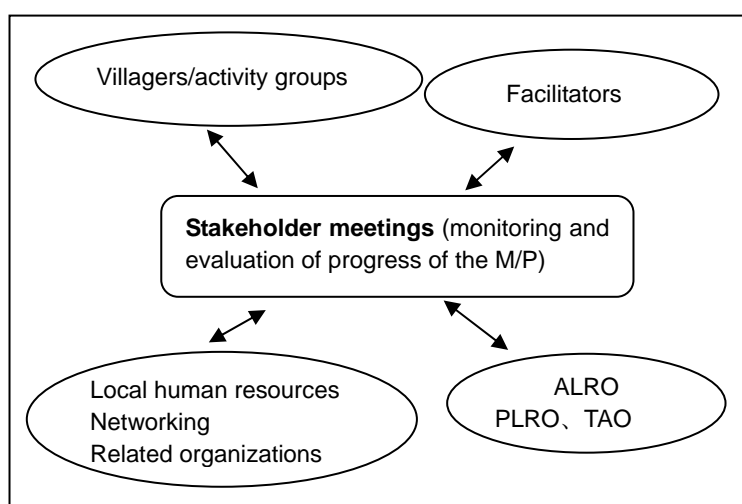 Villagers/activity groups
Facilitators
Stakeholder meetings (monitoring and
evaluation of progress of the M/P)
Local human resources
Networking
Related organizations
ALRO
PLRO、TAO